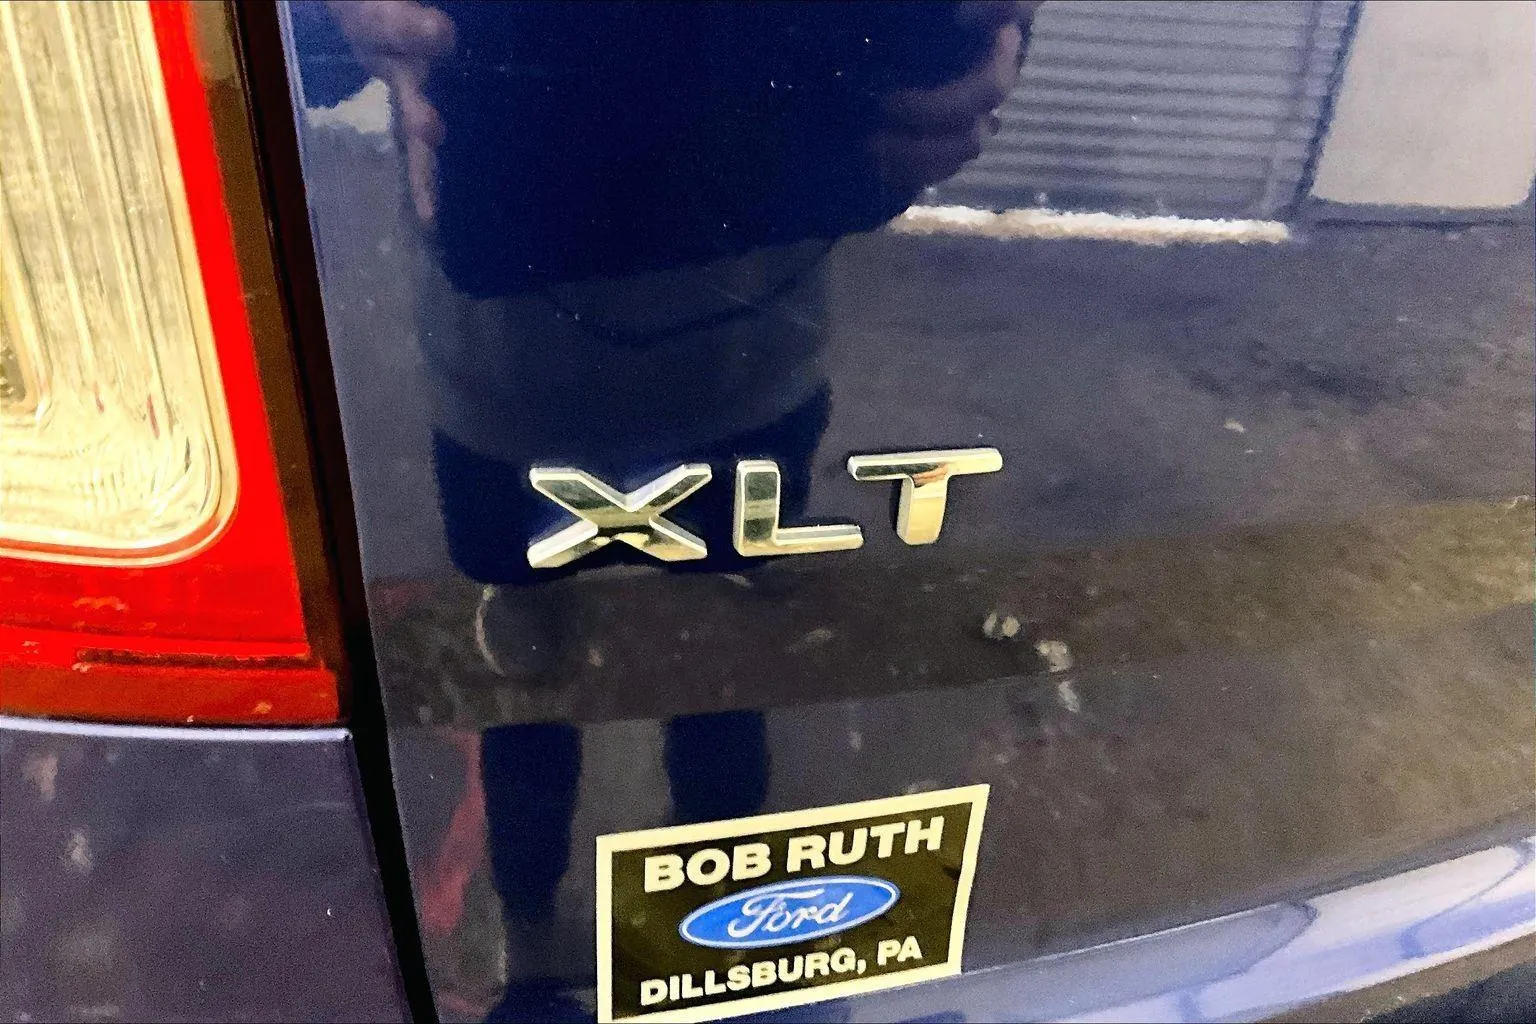 XLT
BOB RUTH
Ford
DILLSBURG, PA